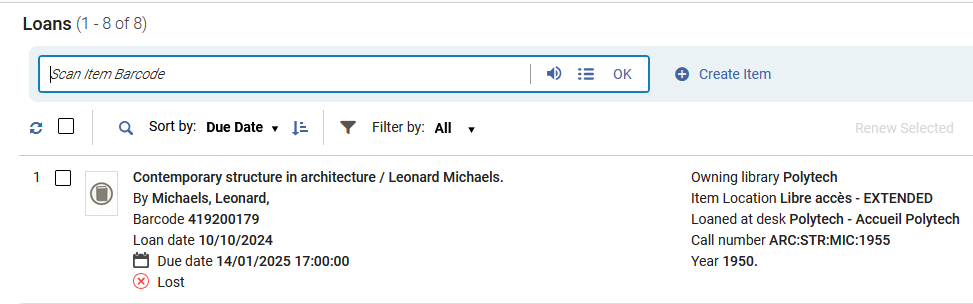 Loans (1 - 8 of 8)
Scan Item Barcode OK Create Item
Sort by: Due Date Filter by: All Renew Selected
1 Contemporary structure in architecture / Leonard Michaels. Owning library Polytech
By Michaels, Leonard, Item Location Libre accès - EXTENDED
Barcode 419200179 Loaned at desk Polytech - Accueil Polytech
Loan date 10/10/2024 Call number ARC:STR:MIC:1955
Due date 14/01/2025 17:00:00 Year 1950.
Lost